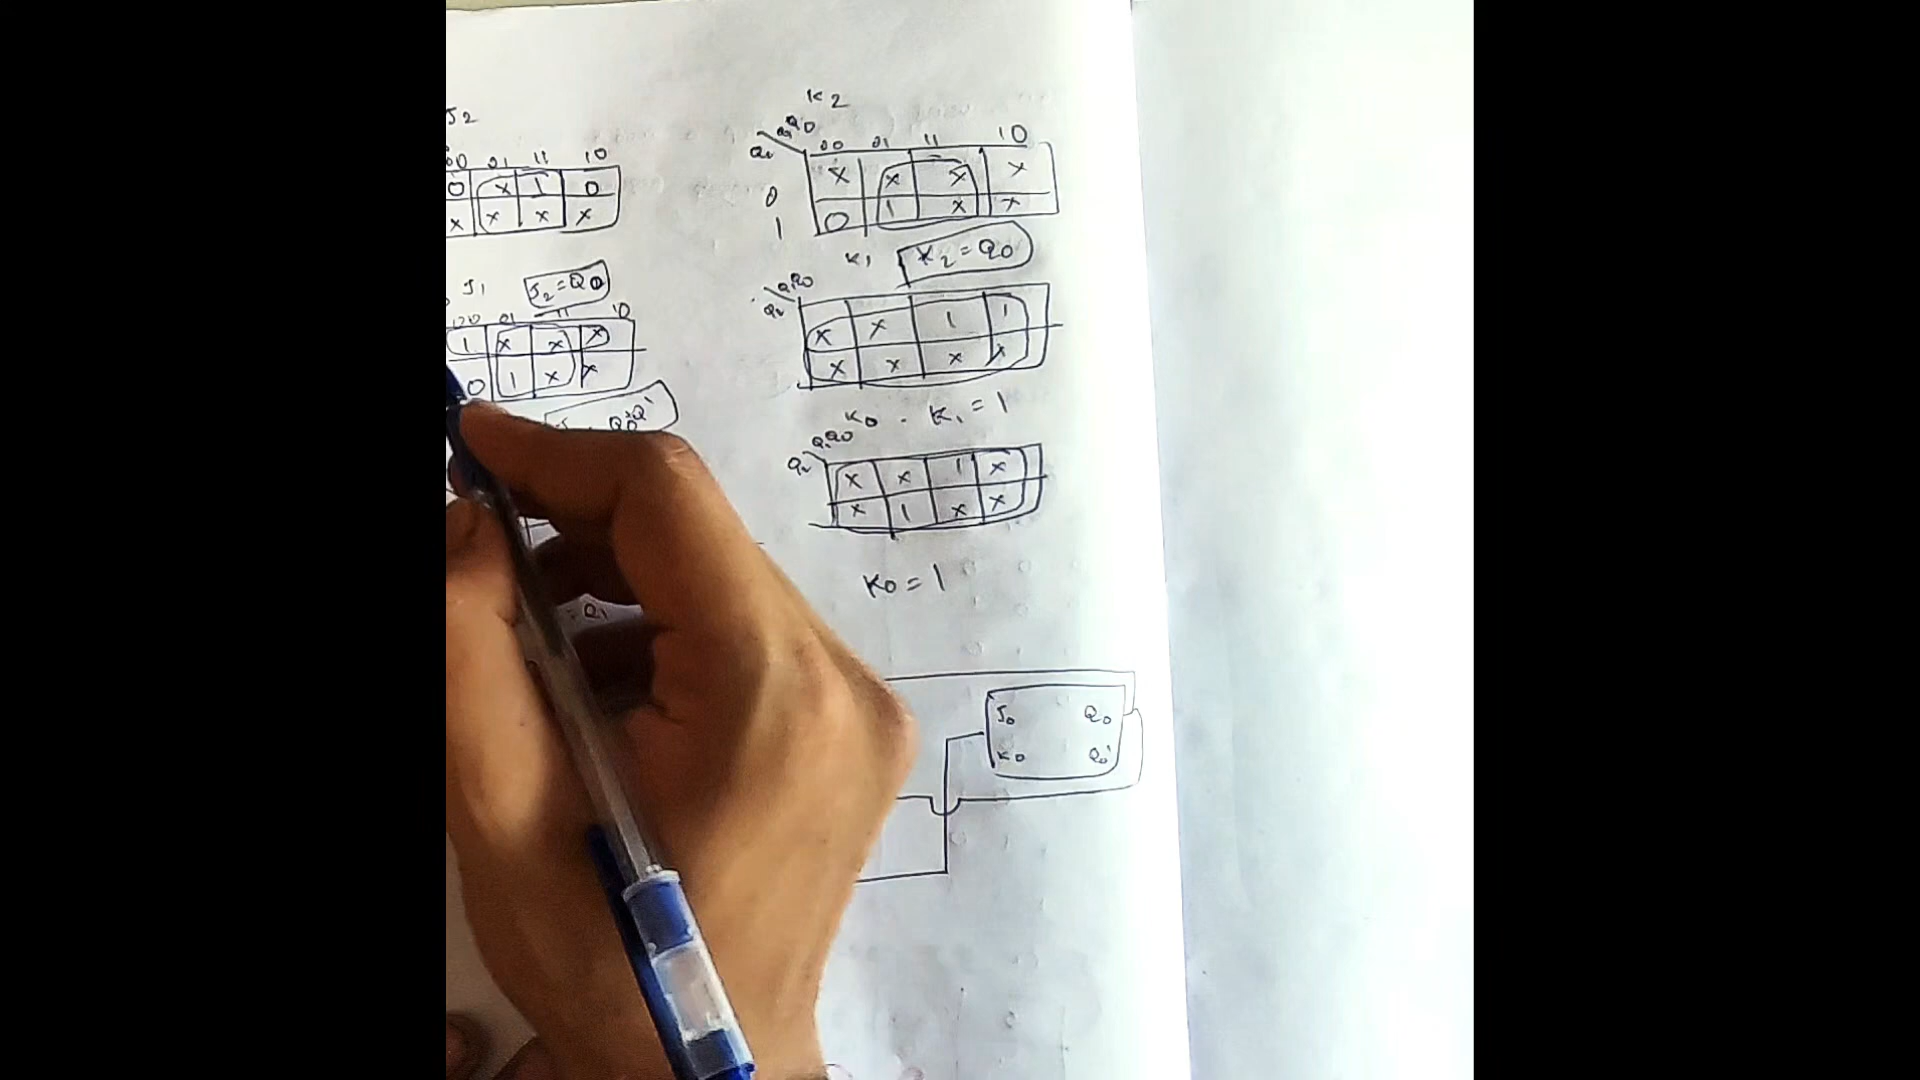 J2
00 01 11 10
0 x 1 0
x x x x
J2 = Q0
J1
00 01 11 10
1 x x x
0 1 x x
Q1
K2
Q1Q0
Q2
00 01 11 10
0 x x x x
1 0 1 x x
K2 = Q0
K1
Q1Q0
Q2
x x 1 1
x x x x
K1 = 1
K0
Q1Q0
Q2
x x 1 x
x 1 x x
K0 = 1
J0 Q0
K0 Q0'